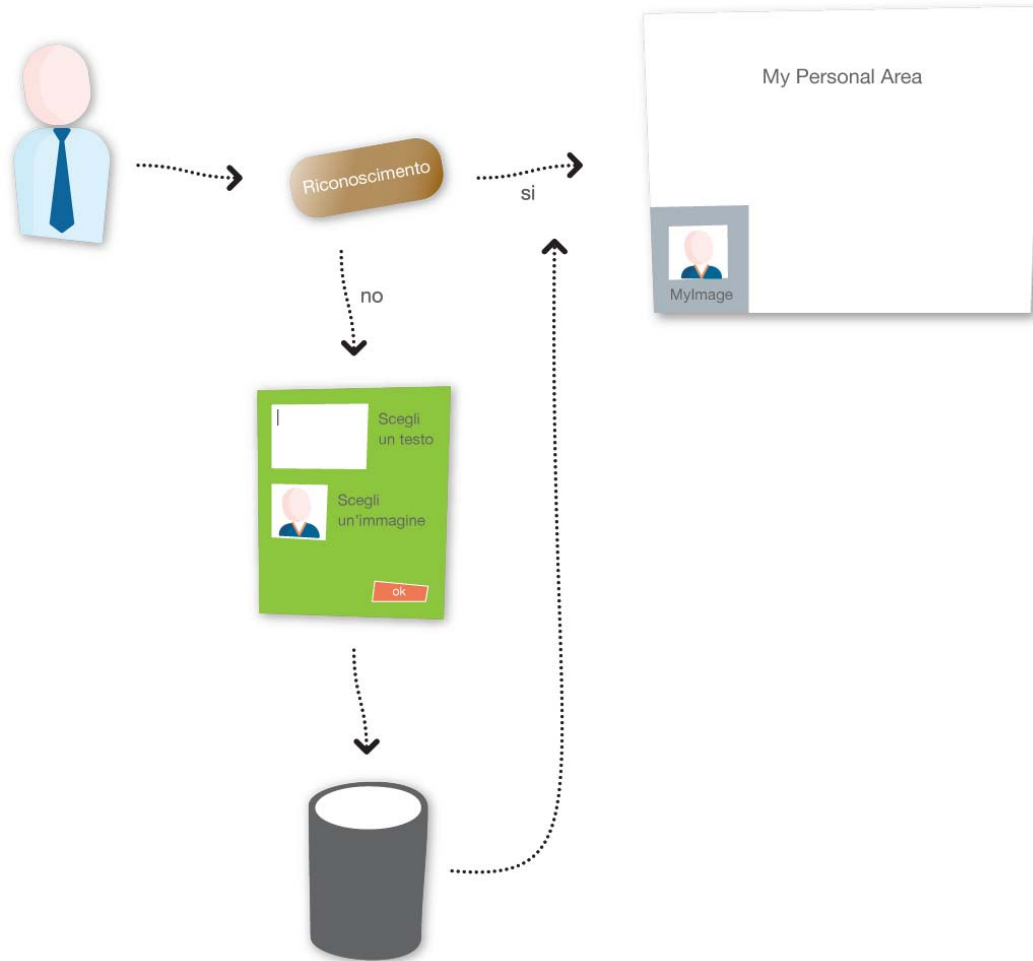 My Personal Area
Riconoscimento
si
MyImage
no
Scegli
un testo
Scegli
un'immagine
ok